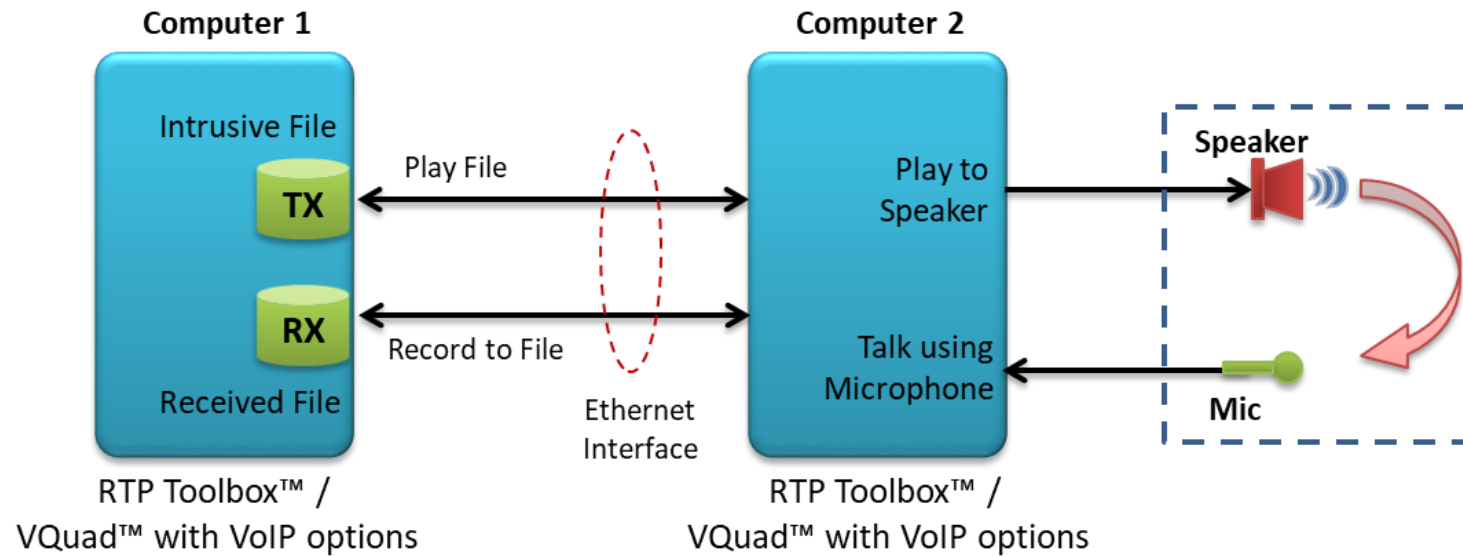 Computer 1
Computer 2
Intrusive File
TX
RX
Received File
Play File
Record to File
Ethernet
Interface
Play to
Speaker
Talk using
Microphone
Speaker
Mic
RTP Toolbox™ /
VQuad™ with VoIP options
RTP Toolbox™ /
VQuad™ with VoIP options